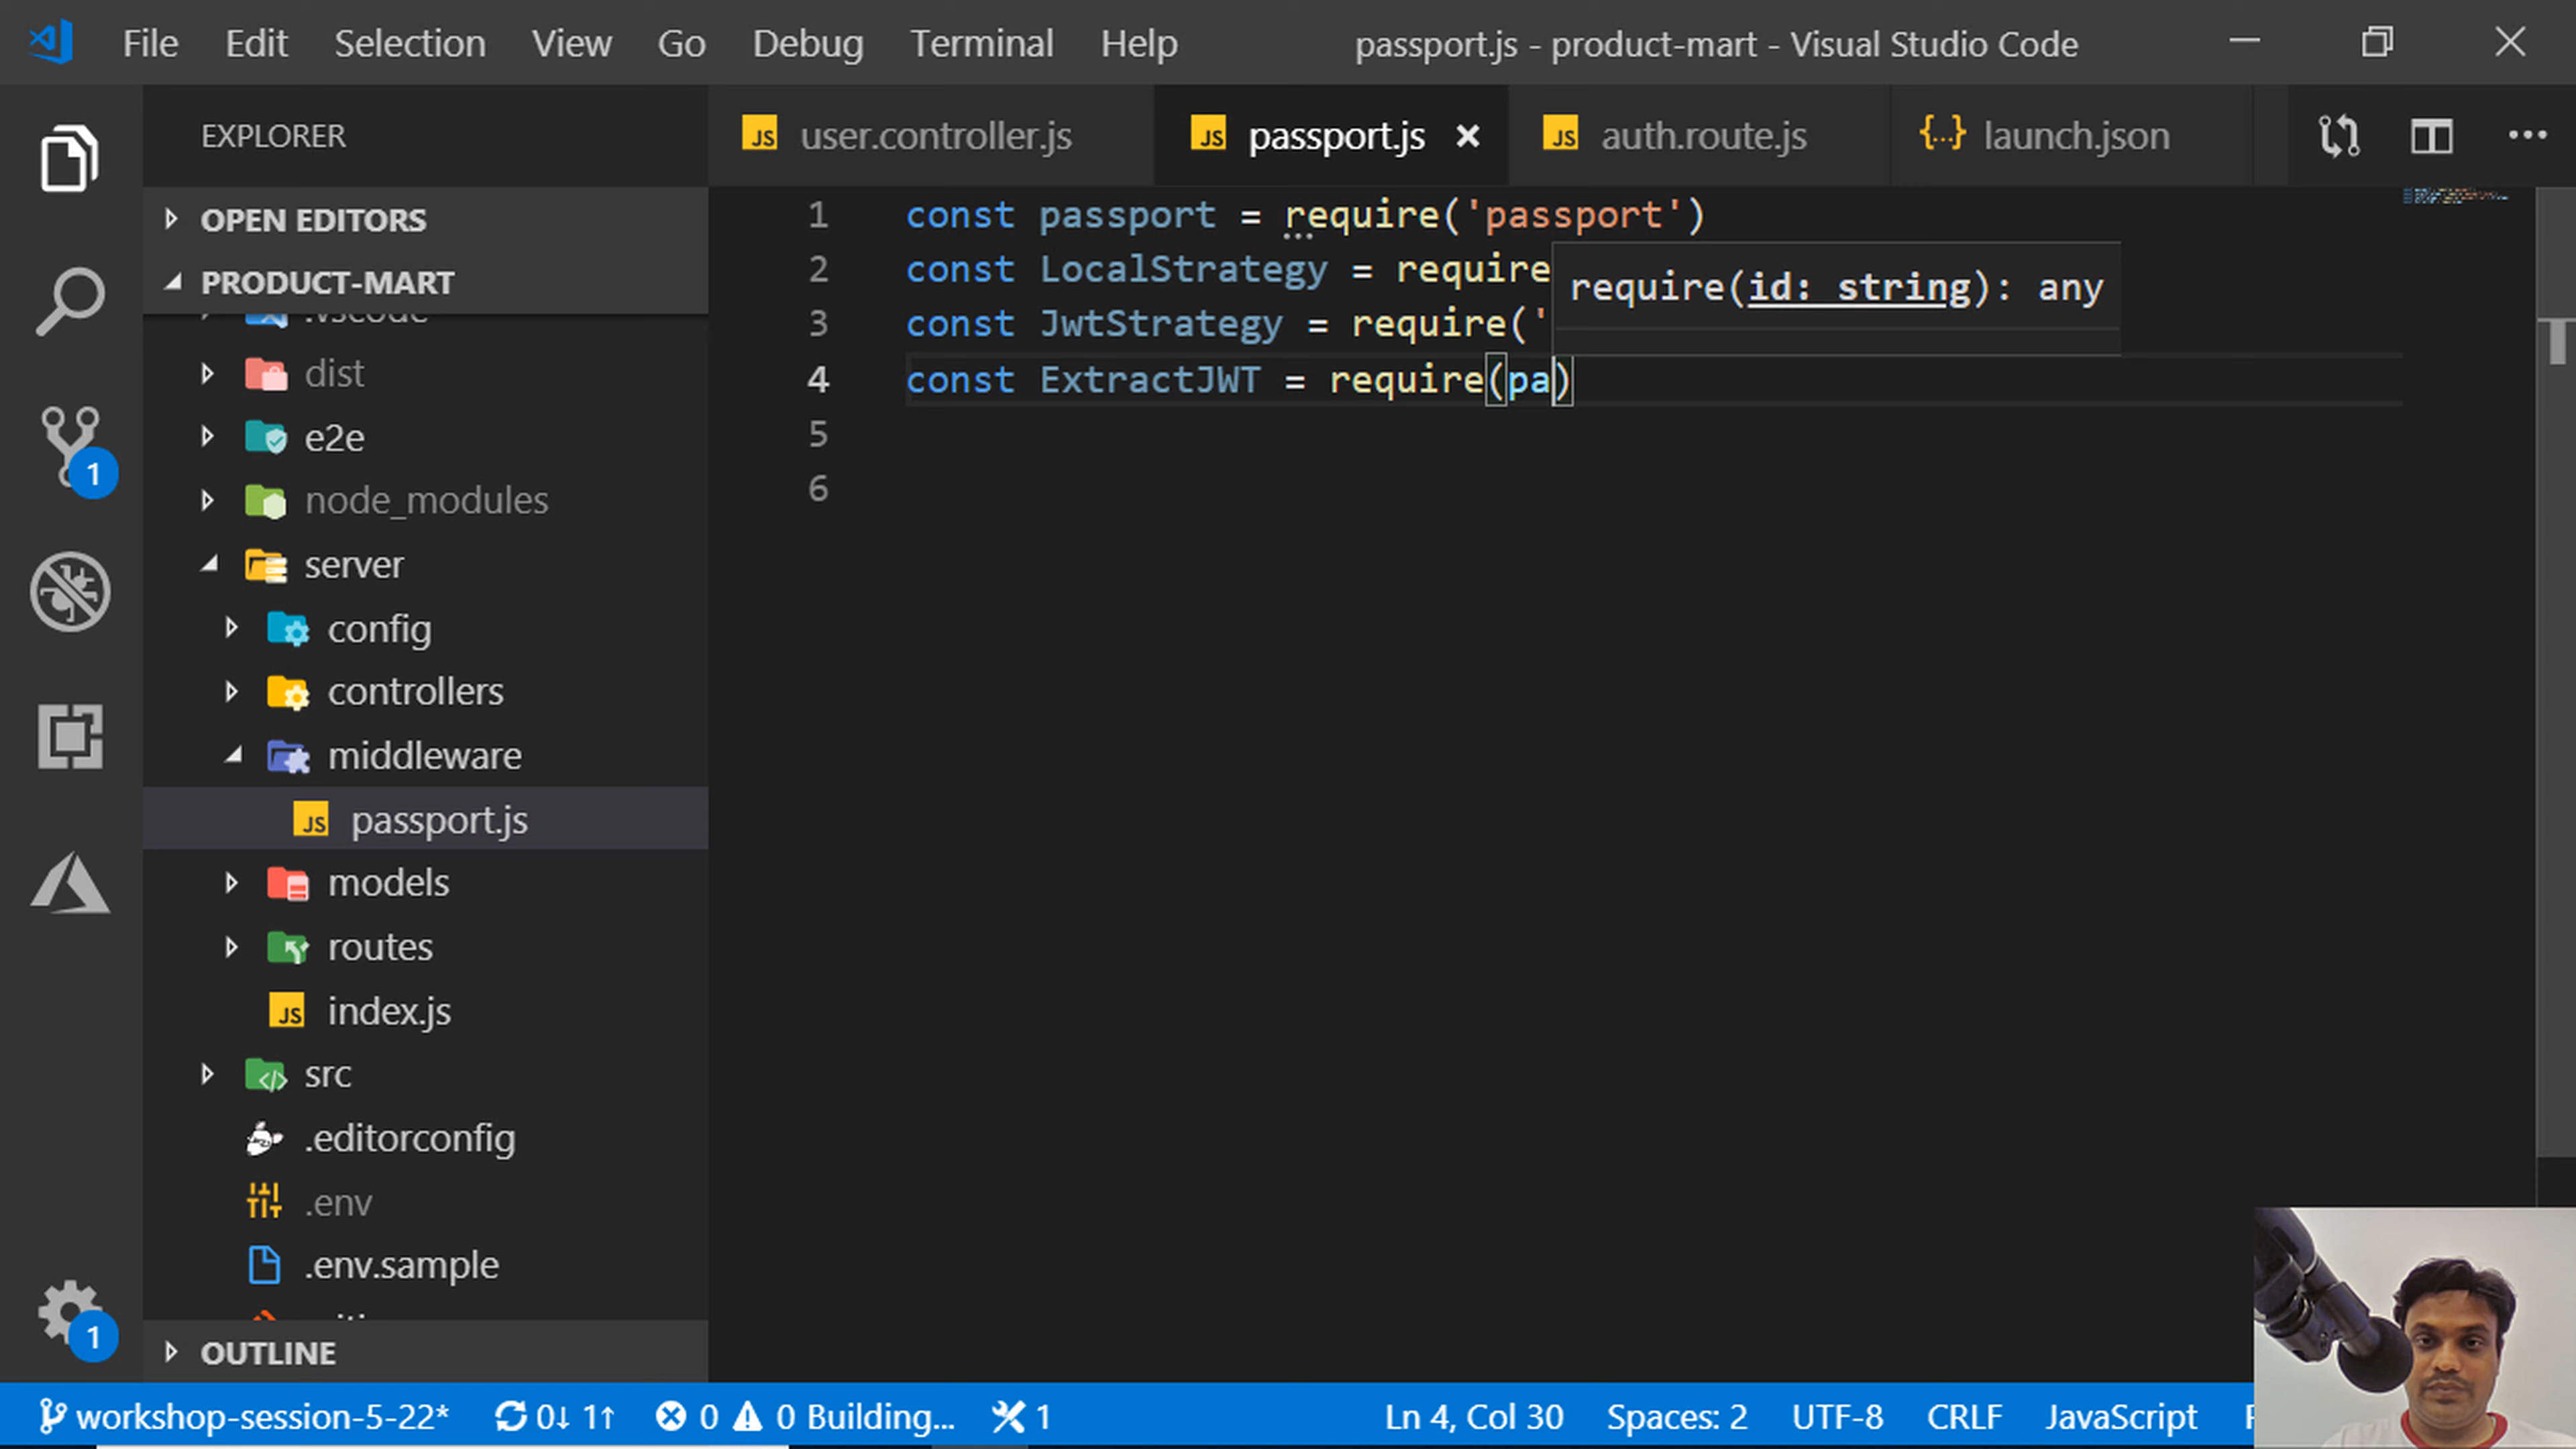 File Edit Selection View Go Debug Terminal Help passport.js - product-mart - Visual Studio Code
EXPLORER
OPEN EDITORS
PRODUCT-MART
.vscode
dist
e2e
node_modules
server
config
controllers
middleware
passport.js
models
routes
index.js
src
.editorconfig
.env
.env.sample
OUTLINE
1
1
user.controller.js passport.js auth.route.js launch.json
1 const passport = require('passport')
2 const LocalStrategy = require
3 const JwtStrategy = require('
4 const ExtractJWT = require(pa)
5
6
require(id: string): any
workshop-session-5-22* 0↓ 1↑ 0 0 Building... 1 Ln 4, Col 30 Spaces: 2 UTF-8 CRLF JavaScript